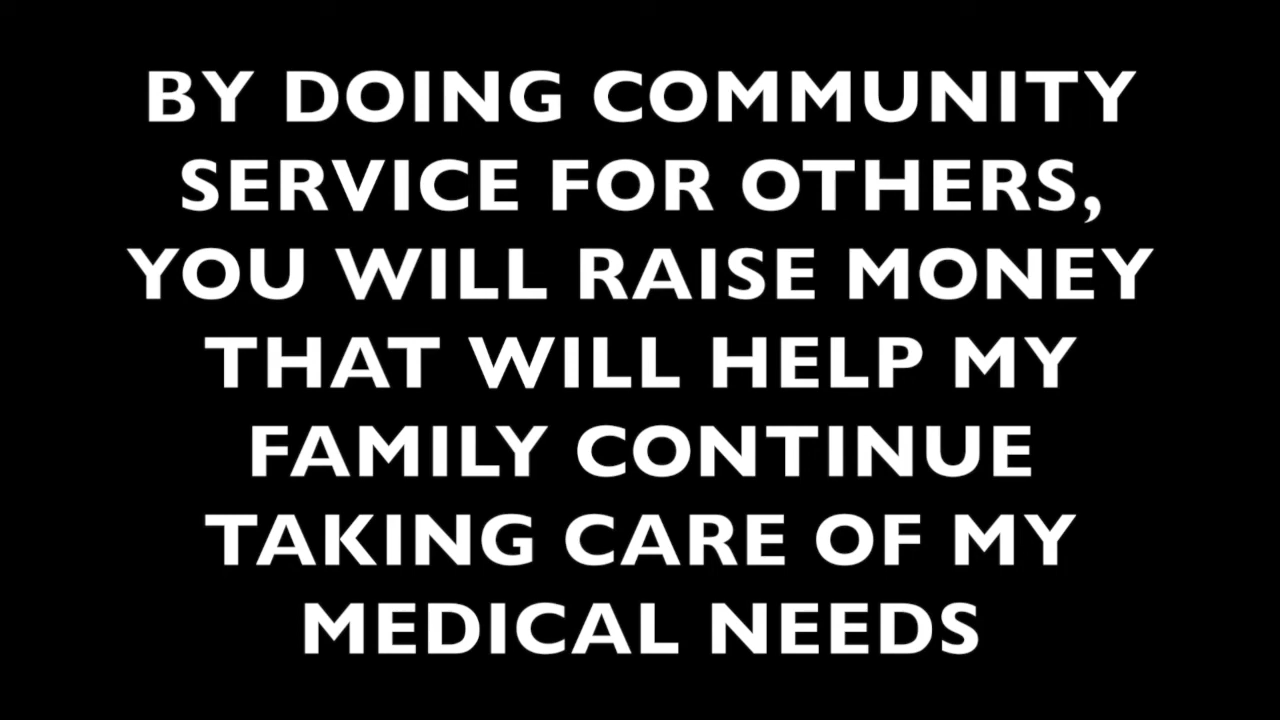 BY DOING COMMUNITY
SERVICE FOR OTHERS,
YOU WILL RAISE MONEY
THAT WILL HELP MY
FAMILY CONTINUE
TAKING CARE OF MY
MEDICAL NEEDS